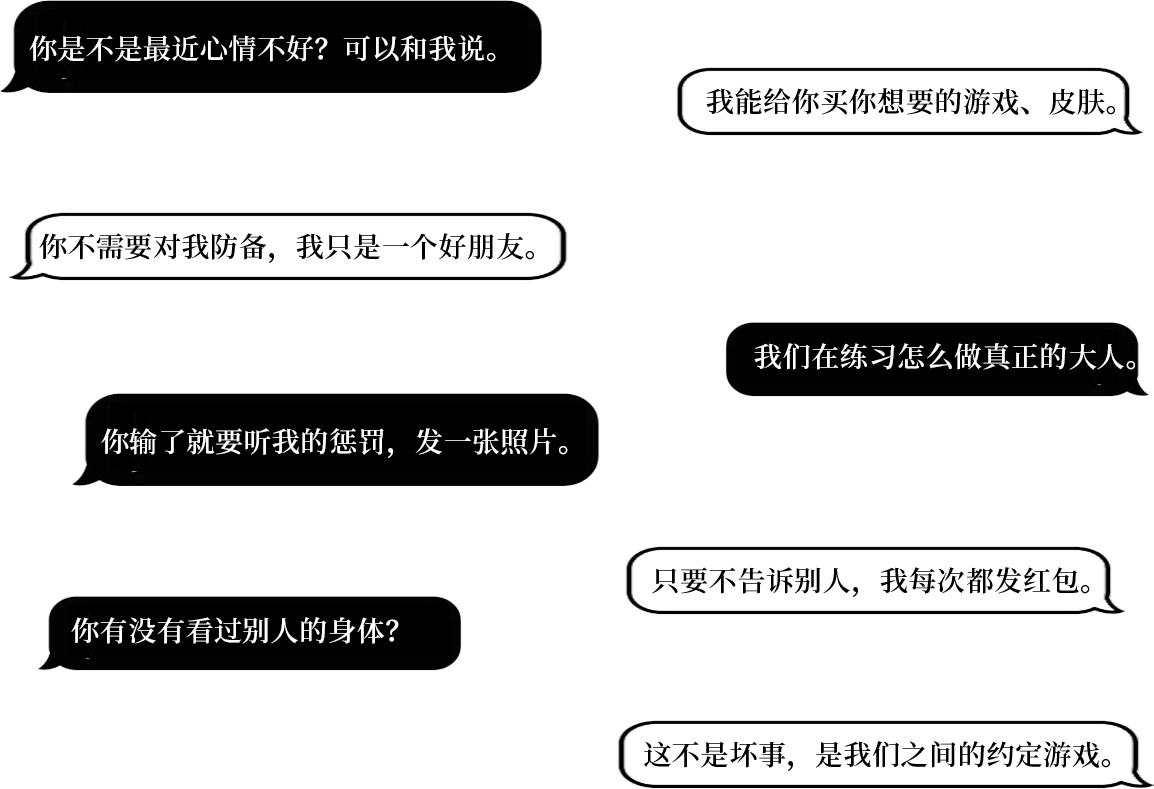 你是不是最近心情不好？可以和我说。
我能给你买你想要的游戏、皮肤。
你不需要对我防备，我只是一个好朋友。
我们在练习怎么做真正的大人。
你输了就要听我的惩罚，发一张照片。
只要不告诉别人，我每次都发红包。
你有没有看过别人的身体？
这不是坏事，是我们之间的约定游戏。